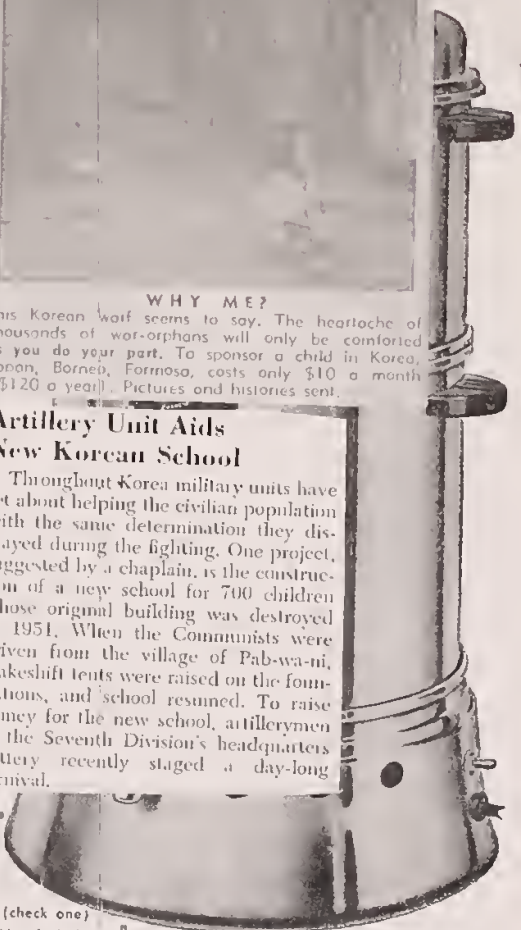 WHY ME?
his Korean waif seems to say. The heartache of
housands of war-orphans will only be comforted
s you do your part. To sponsor a child in Korea,
apan, Borneo, Formosa, costs only $10 a month
$120 a year). Pictures and histories sent.
Artillery Unit Aids
New Korean School
Throughout Korea military units have
et about helping the civilian population
with the same determination they dis-
ayed during the fighting. One project,
uggested by a chaplain, is the construc-
on of a new school for 700 children
hose original building was destroyed
1951. When the Communists were
iven from the village of Pab-wa-ni,
akeshift tents were raised on the foun-
ations, and school resumed. To raise
oney for the new school, artillerymen
the Seventh Division's headquarters
ttery recently staged a day-long
rnival.
(check one)